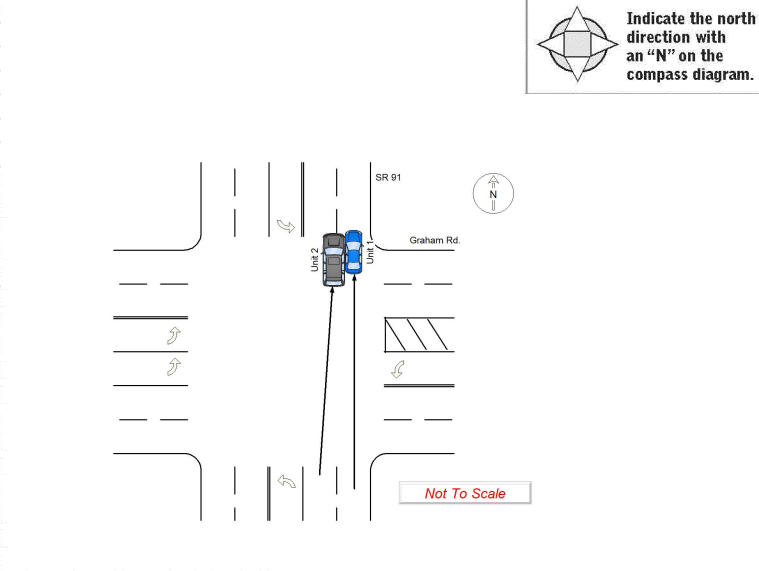 Indicate the north
direction with
an “N” on the
compass diagram.
SR 91
N
Graham Rd.
Unit 2
Unit 1
Not To Scale